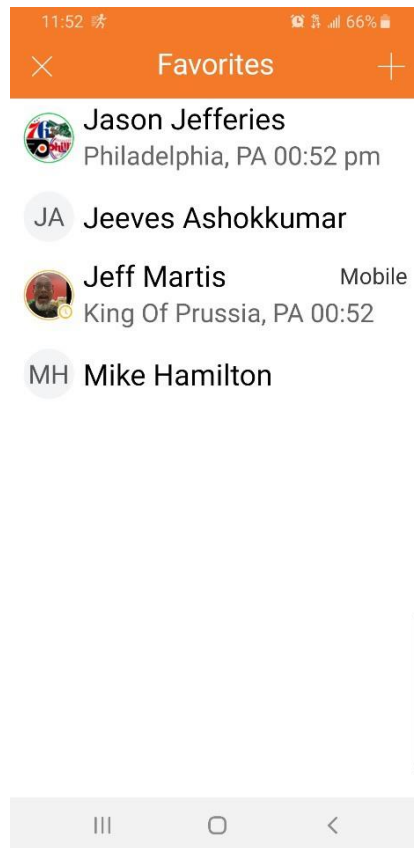 11:52 66%
Favorites
Jason Jefferies
Philadelphia, PA 00:52 pm
JA Jeeves Ashokkumar
Jeff Martis Mobile
King Of Prussia, PA 00:52
MH Mike Hamilton